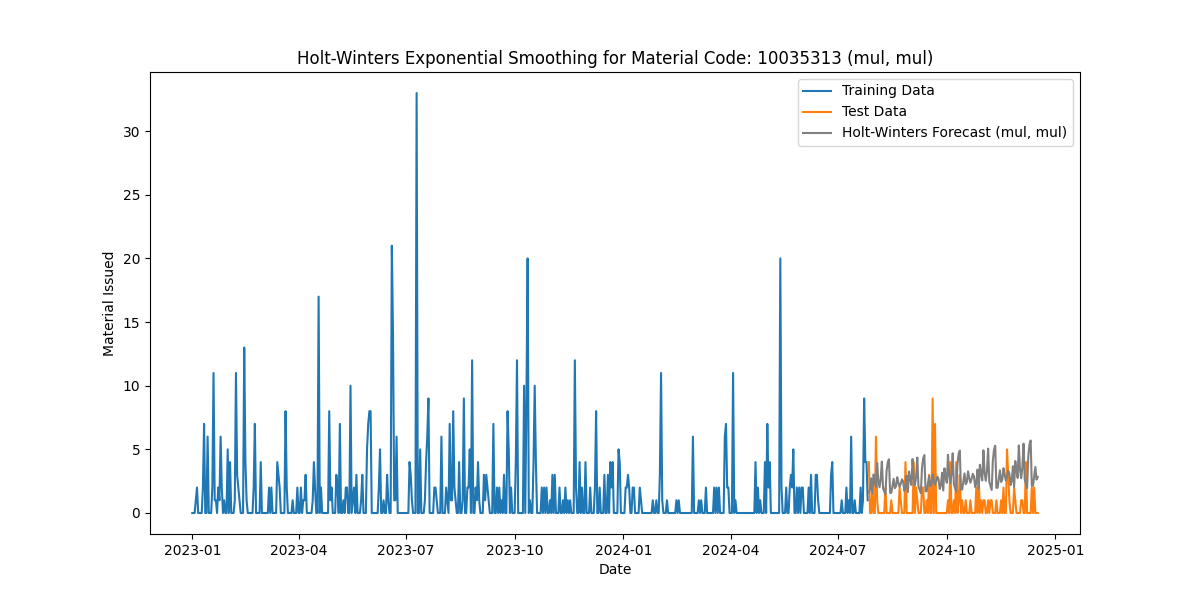 Holt-Winters Exponential Smoothing for Material Code: 10035313 (mul, mul)
Training Data
Test Data
Holt-Winters Forecast (mul, mul)
Material Issued
30
25
20
15
10
5
0
2023-01
2023-04
2023-07
2023-10
2024-01
2024-04
2024-07
2024-10
2025-01
Date